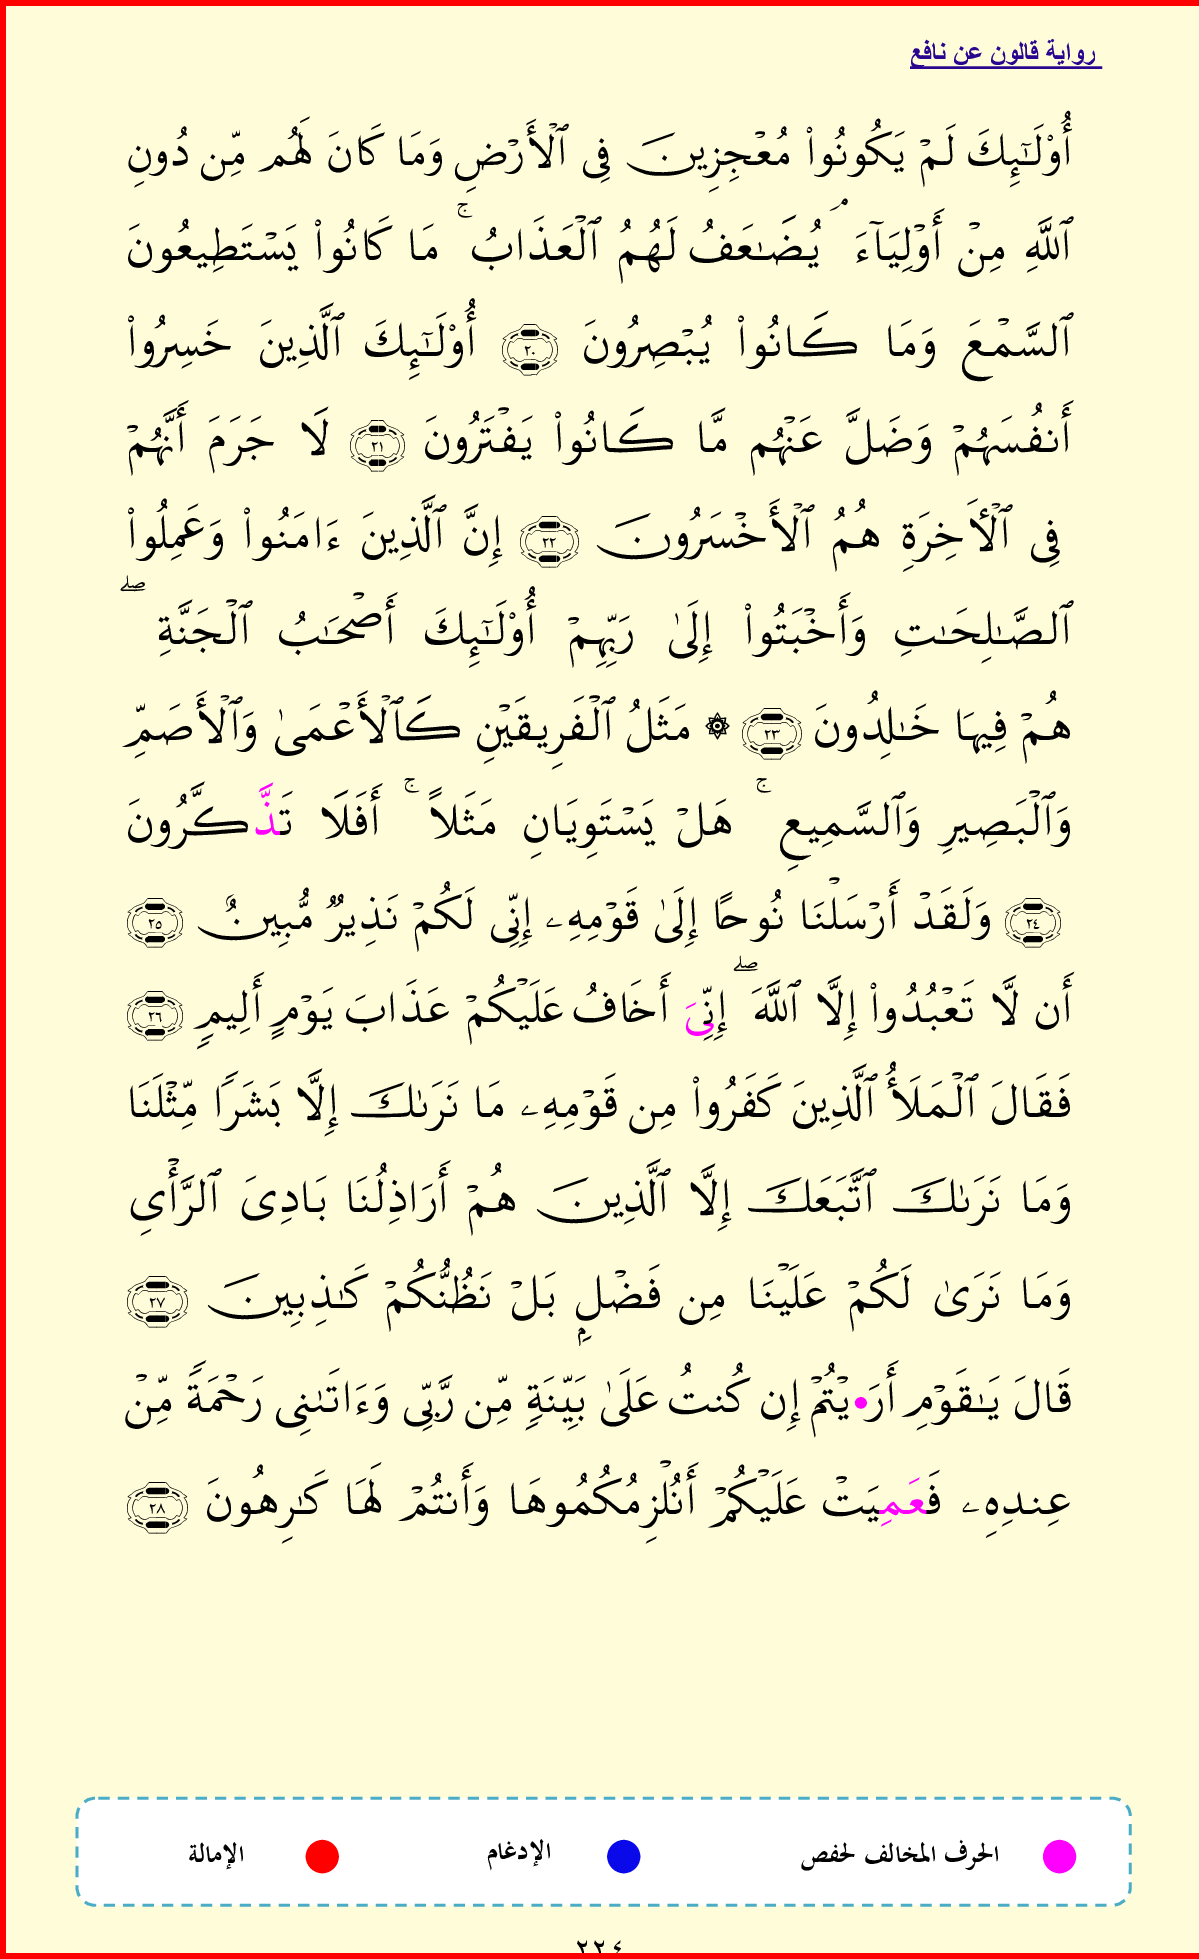 رواية قالون عن نافع
أُوْلَٰٓئِكَ لَمْ يَكُونُواْ مُعْجِزِينَ فِى ٱلْأَرْضِ وَمَا كَانَ لَهُم مِّن دُونِ
ٱللَّهِ مِنْ أَوْلِيَآءَ ۘ يُضَـٰعَفُ لَهُمُ ٱلْعَذَابُ ۚ مَا كَانُواْ يَسْتَطِيعُونَ
ٱلسَّمْعَ وَمَا كَانُواْ يُبْصِرُونَ ٢٠ أُوْلَٰٓئِكَ ٱلَّذِينَ خَسِرُواْ
أَنفُسَهُمْ وَضَلَّ عَنْهُم مَّا كَانُواْ يَفْتَرُونَ ٢١ لَا جَرَمَ أَنَّهُمْ
فِى ٱلْأَخِرَةِ هُمُ ٱلْأَخْسَرُونَ ٢٢ إِنَّ ٱلَّذِينَ ءَامَنُواْ وَعَمِلُواْ
ٱلصَّـٰلِحَـٰتِ وَأَخْبَتُواْ إِلَىٰ رَبِّهِمْ أُوْلَٰٓئِكَ أَصْحَـٰبُ ٱلْجَنَّةِ ۖ
هُمْ فِيهَا خَـٰلِدُونَ ٢٣ ۞ مَثَلُ ٱلْفَرِيقَيْنِ كَٱلْأَعْمَىٰ وَٱلْأَصَمِّ
وَٱلْبَصِيرِ وَٱلسَّمِيعِ ۚ هَلْ يَسْتَوِيَانِ مَثَلاً ۚ أَفَلَا تَذَّكَّرُونَ
٢٤ وَلَقَدْ أَرْسَلْنَا نُوحًا إِلَىٰ قَوْمِهِۦ إِنِّى لَكُمْ نَذِيرٌ مُّبِينٌ ٢٥
أَن لَّا تَعْبُدُواْ إِلَّا ٱللَّهَ ۖ إِنِّىَ أَخَافُ عَلَيْكُمْ عَذَابَ يَوْمٍ أَلِيمٍ ٢٦
فَقَالَ ٱلْمَلَأُ ٱلَّذِينَ كَفَرُواْ مِن قَوْمِهِۦ مَا نَرَىٰكَ إِلَّا بَشَرًا مِّثْلَنَا
وَمَا نَرَىٰكَ ٱتَّبَعَكَ إِلَّا ٱلَّذِينَ هُمْ أَرَاذِلُنَا بَادِىَ ٱلرَّأْىِ
وَمَا نَرَىٰ لَكُمْ عَلَيْنَا مِن فَضْلٍۭ بَلْ نَظُنُّكُمْ كَـٰذِبِينَ ٢٧
قَالَ يَـٰقَوْمِ أَرَ•يْتُمْ إِن كُنتُ عَلَىٰ بَيِّنَةٍ مِّن رَّبِّى وَءَاتَىٰنِى رَحْمَةً مِّنْ
عِندِهِۦ فَعَمِيَتْ عَلَيْكُمْ أَنُلْزِمُكُمُوهَا وَأَنتُمْ لَهَا كَـٰرِهُونَ ٢٨
الحرف المخالف لحفص الإدغام الإمالة
٢٢٤